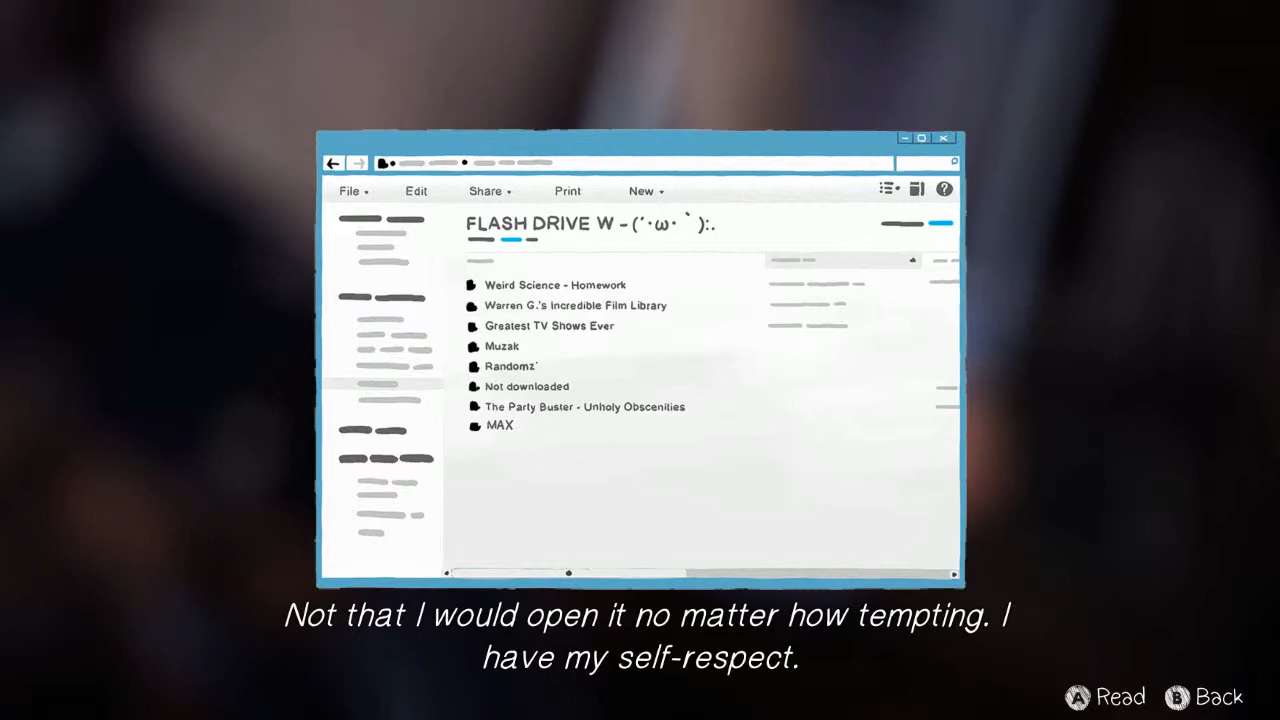 File Edit Share Print New
FLASH DRIVE W - (´･ω･｀):.
Weird Science - Homework
Warren G.'s Incredible Film Library
Greatest TV Shows Ever
Muzak
Randomz'
Not downloaded
The Party Buster - Unholy Obscenities
MAX
Not that I would open it no matter how tempting. I
have my self-respect.
A Read B Back